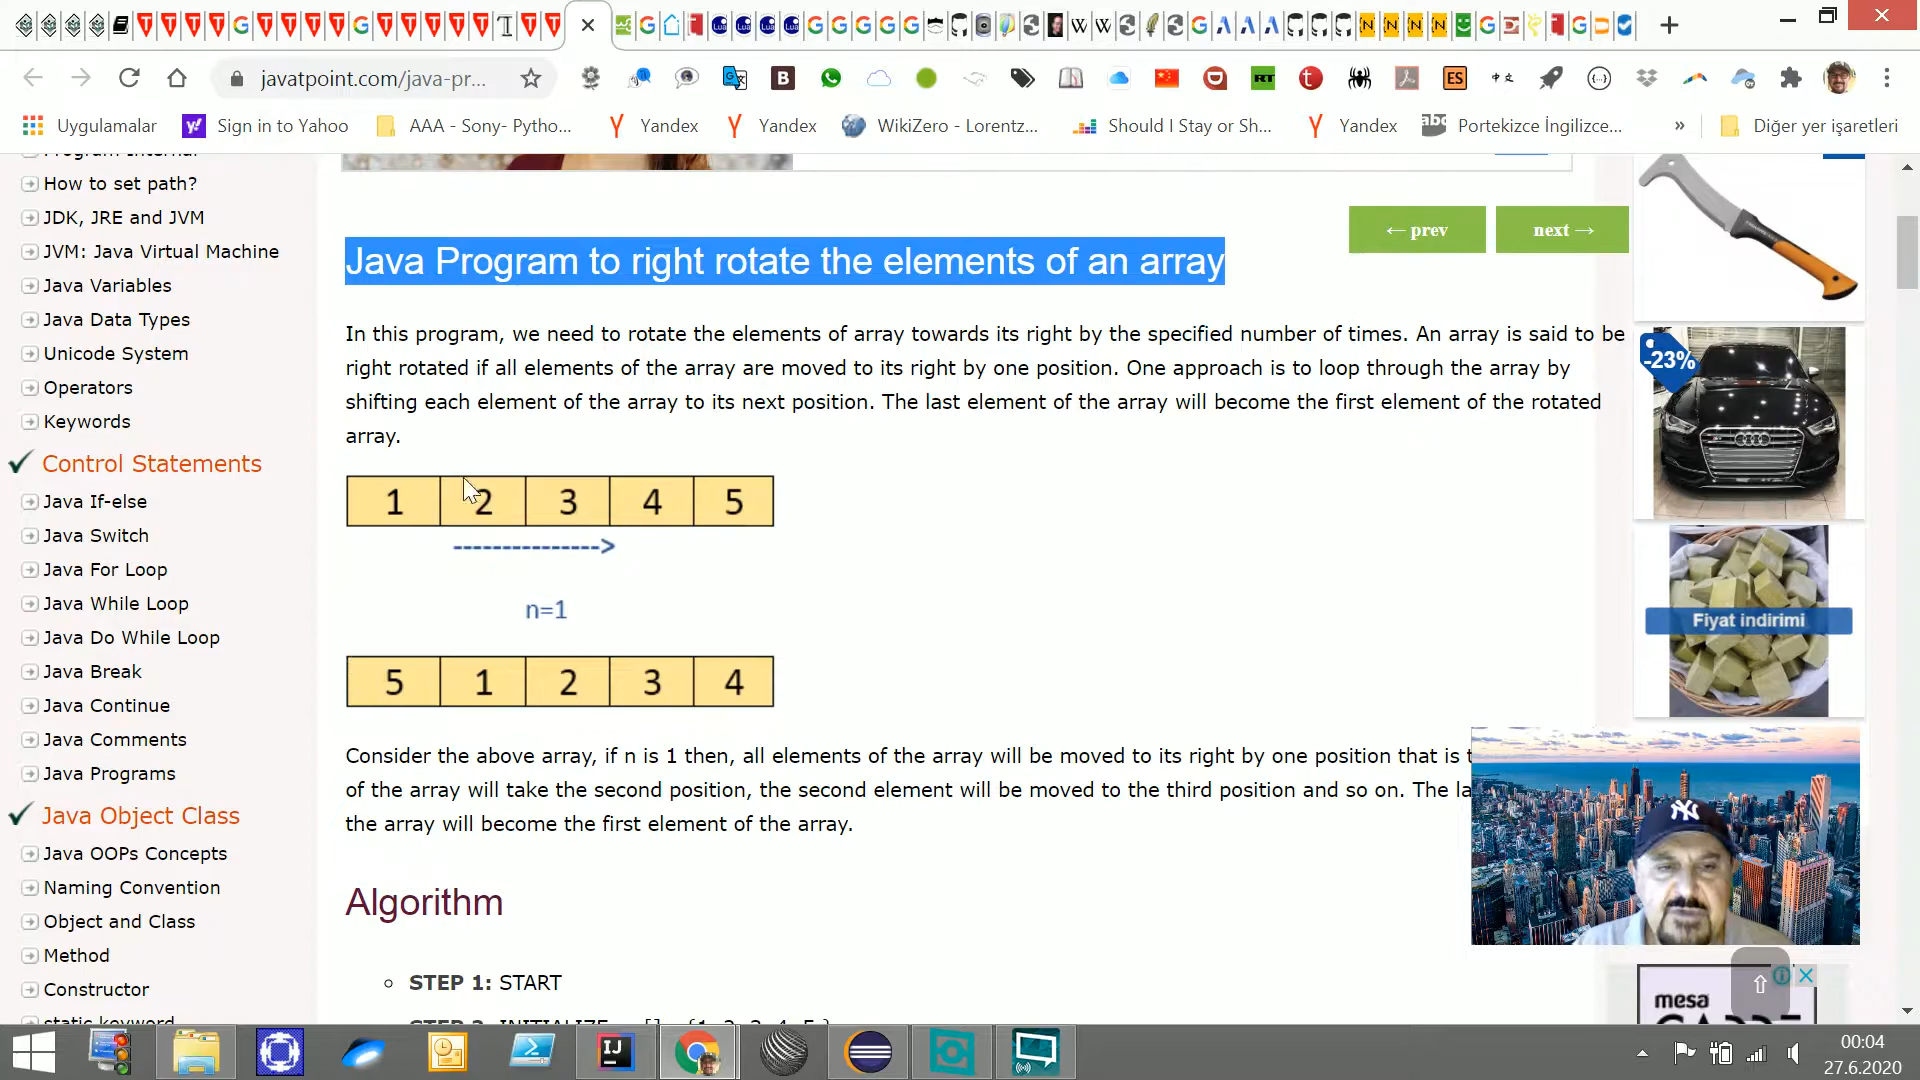 javatpoint.com/java-pr...
Uygulamalar
Sign in to Yahoo
AAA - Sony- Pytho...
Yandex
Yandex
WikiZero - Lorentz...
Should I Stay or Sh...
Yandex
Portekizce İngilizce...
»
Diğer yer işaretleri
Program Internal
How to set path?
JDK, JRE and JVM
JVM: Java Virtual Machine
Java Variables
Java Data Types
Unicode System
Operators
Keywords
Control Statements
Java If-else
Java Switch
Java For Loop
Java While Loop
Java Do While Loop
Java Break
Java Continue
Java Comments
Java Programs
Java Object Class
Java OOPs Concepts
Naming Convention
Object and Class
Method
Constructor
static keyword
← prev
next →
Java Program to right rotate the elements of an array
In this program, we need to rotate the elements of array towards its right by the specified number of times. An array is said to be
right rotated if all elements of the array are moved to its right by one position. One approach is to loop through the array by
shifting each element of the array to its next position. The last element of the array will become the first element of the rotated
array.
1 2 3 4 5
--------------->
n=1
5 1 2 3 4
Consider the above array, if n is 1 then, all elements of the array will be moved to its right by one position that is t
of the array will take the second position, the second element will be moved to the third position and so on. The la
the array will become the first element of the array.
Algorithm
STEP 1: START
-23%
Fiyat indirimi
mesa
00:04
27.6.2020